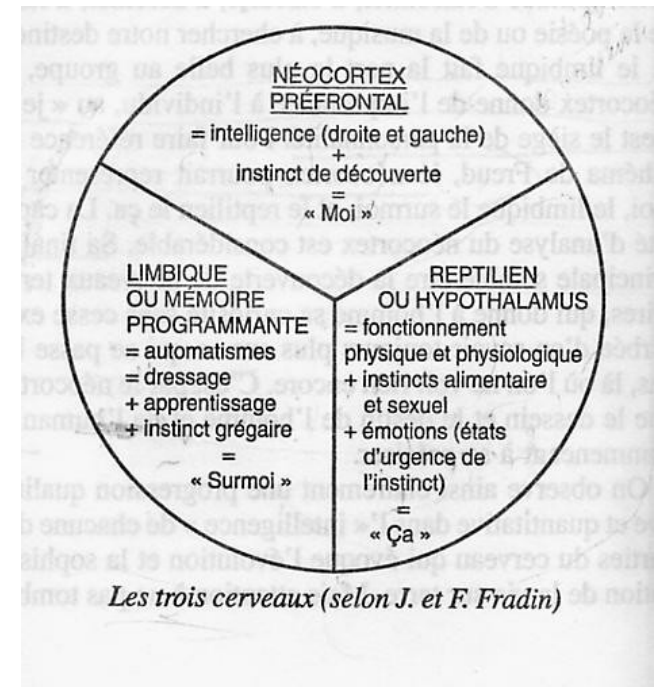 NÉOCORTEX
PRÉFRONTAL
= intelligence (droite et gauche)
+
instinct de découverte
=
« Moi »
LIMBIQUE
OU MÉMOIRE
PROGRAMMANTE
= automatismes
= dressage
+ apprentissage
+ instinct grégaire
=
« Surmoi »
REPTILIEN
OU HYPOTHALAMUS
= fonctionnement
physique et physiologique
+ instincts alimentaire
et sexuel
+ émotions (états
d'urgence de
l'instinct)
=
« Ça »
Les trois cerveaux (selon J. et F. Fradin)